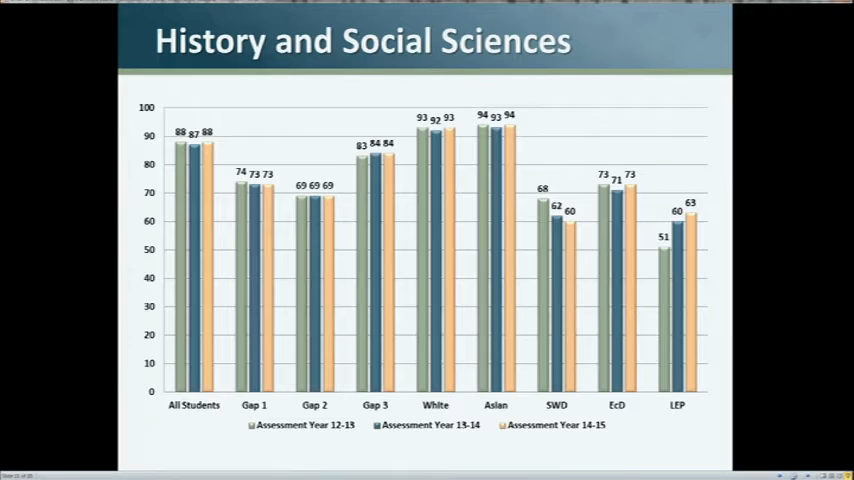 History and Social Sciences
100
90
80
70
60
50
40
30
20
10
0
88 87 88
74 73 73
69 69 69
83 84 84
93 92 93
94 93 94
68 62 60
73 71 73
51 60 63
All Students Gap 1 Gap 2 Gap 3 White Asian SWD EcD LEP
Assessment Year 12-13 Assessment Year 13-14 Assessment Year 14-15